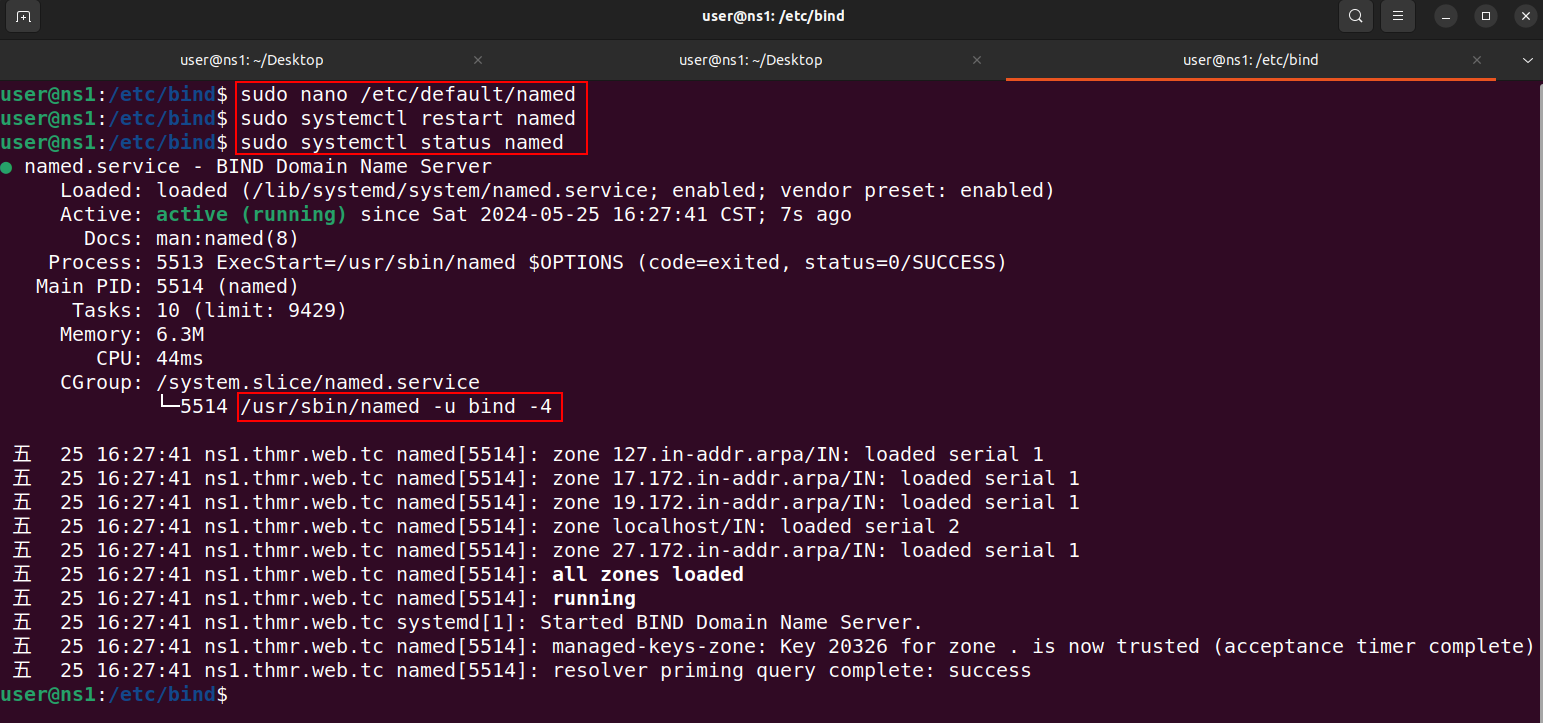 user@ns1: /etc/bind
user@ns1: ~/Desktop
user@ns1: ~/Desktop
user@ns1: /etc/bind
user@ns1:/etc/bind$ sudo nano /etc/default/named
user@ns1:/etc/bind$ sudo systemctl restart named
user@ns1:/etc/bind$ sudo systemctl status named
● named.service - BIND Domain Name Server
     Loaded: loaded (/lib/systemd/system/named.service; enabled; vendor preset: enabled)
     Active: active (running) since Sat 2024-05-25 16:27:41 CST; 7s ago
       Docs: man:named(8)
    Process: 5513 ExecStart=/usr/sbin/named $OPTIONS (code=exited, status=0/SUCCESS)
   Main PID: 5514 (named)
      Tasks: 10 (limit: 9429)
     Memory: 6.3M
        CPU: 44ms
     CGroup: /system.slice/named.service
             └─5514 /usr/sbin/named -u bind -4
五  25 16:27:41 ns1.thmr.web.tc named[5514]: zone 127.in-addr.arpa/IN: loaded serial 1
五  25 16:27:41 ns1.thmr.web.tc named[5514]: zone 17.172.in-addr.arpa/IN: loaded serial 1
五  25 16:27:41 ns1.thmr.web.tc named[5514]: zone 19.172.in-addr.arpa/IN: loaded serial 1
五  25 16:27:41 ns1.thmr.web.tc named[5514]: zone localhost/IN: loaded serial 2
五  25 16:27:41 ns1.thmr.web.tc named[5514]: zone 27.172.in-addr.arpa/IN: loaded serial 1
五  25 16:27:41 ns1.thmr.web.tc named[5514]: all zones loaded
五  25 16:27:41 ns1.thmr.web.tc named[5514]: running
五  25 16:27:41 ns1.thmr.web.tc systemd[1]: Started BIND Domain Name Server.
五  25 16:27:41 ns1.thmr.web.tc named[5514]: managed-keys-zone: Key 20326 for zone . is now trusted (acceptance timer complete)
五  25 16:27:41 ns1.thmr.web.tc named[5514]: resolver priming query complete: success
user@ns1:/etc/bind$